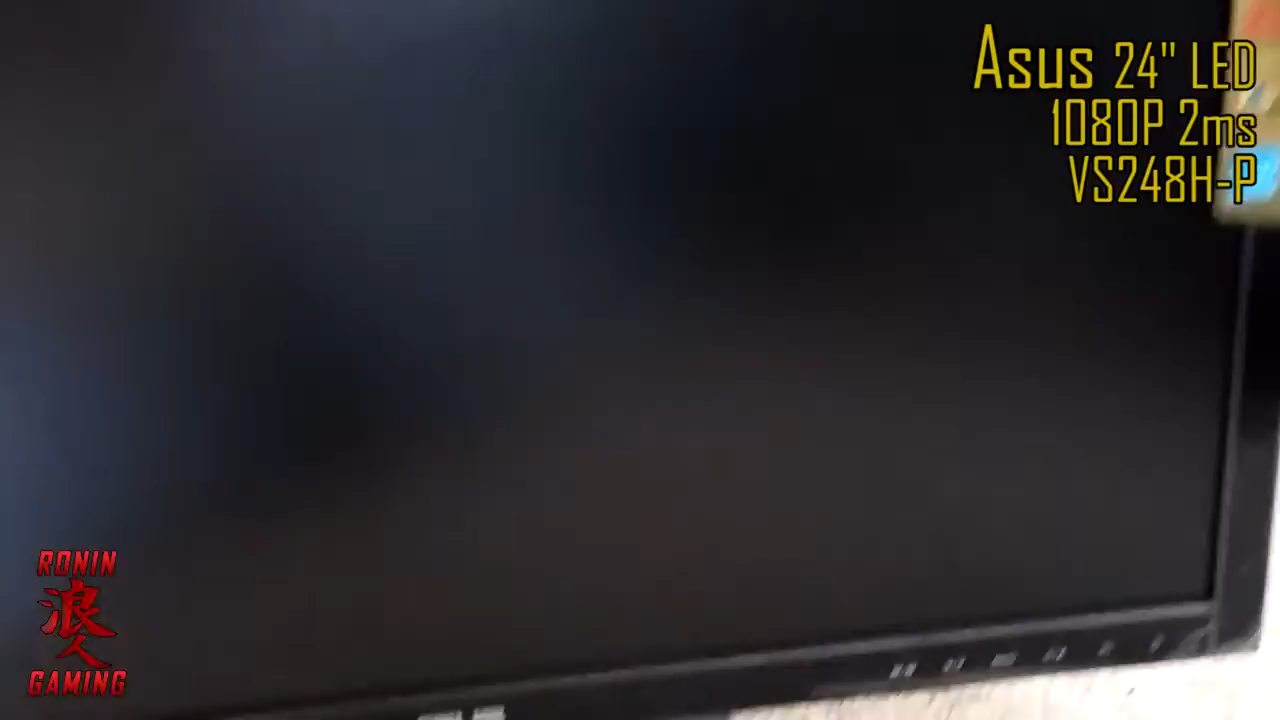 Asus 24" LED
1080P 2ms
VS248H-P
RONIN
浪
人
GAMING